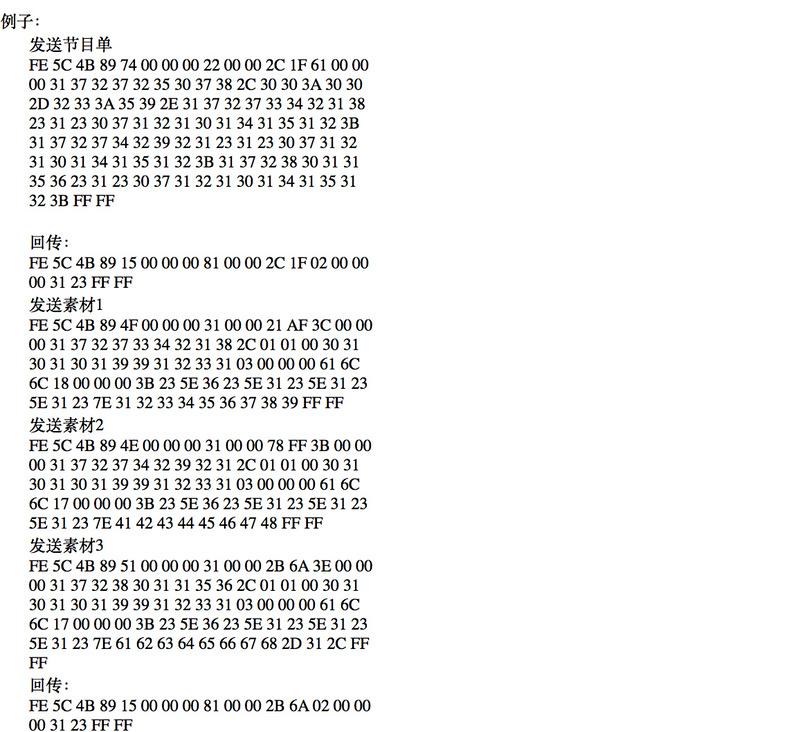 例子：
发送节目单
FE 5C 4B 89 74 00 00 00 22 00 00 2C 1F 61 00 00
00 31 37 32 37 32 35 30 37 38 2C 30 30 3A 30 30
2D 32 33 3A 35 39 2E 31 37 32 37 33 34 32 31 38
23 31 23 30 37 31 32 31 30 31 34 31 35 31 32 3B
31 37 32 37 34 32 39 32 31 23 31 23 30 37 31 32
31 30 31 34 31 35 31 32 3B 31 37 32 38 30 31 31
35 36 23 31 23 30 37 31 32 31 30 31 34 31 35 31
32 3B FF FF
回传：
FE 5C 4B 89 15 00 00 00 81 00 00 2C 1F 02 00 00
00 31 23 FF FF
发送素材1
FE 5C 4B 89 4F 00 00 00 31 00 00 21 AF 3C 00 00
00 31 37 32 37 33 34 32 31 38 2C 01 01 00 30 31
30 31 30 31 39 39 31 32 33 31 03 00 00 00 61 6C
6C 18 00 00 00 3B 23 5E 36 23 5E 31 23 5E 31 23
5E 31 23 7E 31 32 33 34 35 36 37 38 39 FF FF
发送素材2
FE 5C 4B 89 4E 00 00 00 31 00 00 78 FF 3B 00 00
00 31 37 32 37 34 32 39 32 31 2C 01 01 00 30 31
30 31 30 31 39 39 31 32 33 31 03 00 00 00 61 6C
6C 17 00 00 00 3B 23 5E 36 23 5E 31 23 5E 31 23
5E 31 23 7E 41 42 43 44 45 46 47 48 FF FF
发送素材3
FE 5C 4B 89 51 00 00 00 31 00 00 2B 6A 3E 00 00
00 31 37 32 38 30 31 31 35 36 2C 01 01 00 30 31
30 31 30 31 39 39 31 32 33 31 03 00 00 00 61 6C
6C 17 00 00 00 3B 23 5E 36 23 5E 31 23 5E 31 23
5E 31 23 7E 61 62 63 64 65 66 67 68 2D 31 2C FF
FF
回传：
FE 5C 4B 89 15 00 00 00 81 00 00 2B 6A 02 00 00
00 31 23 FF FF